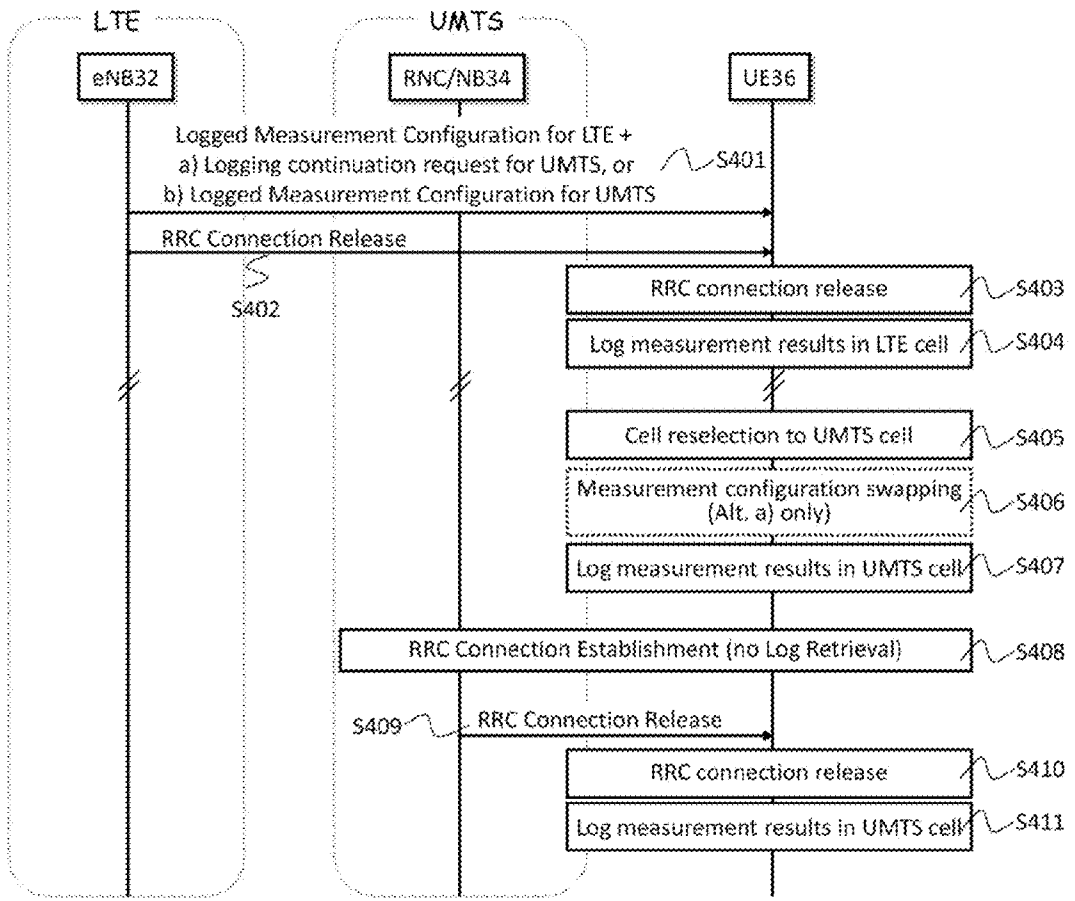 LTE
UMTS
eNB32
RNC/NB34
UE36
Logged Measurement Configuration for LTE +
a) Logging continuation request for UMTS, or
b) Logged Measurement Configuration for UMTS
S401
RRC Connection Release
S402
RRC connection release
S403
Log measurement results in LTE cell
S404
Cell reselection to UMTS cell
S405
Measurement configuration swapping
(Alt. a) only)
S406
Log measurement results in UMTS cell
S407
RRC Connection Establishment (no Log Retrieval)
S408
S409
RRC Connection Release
RRC connection release
S410
Log measurement results in UMTS cell
S411